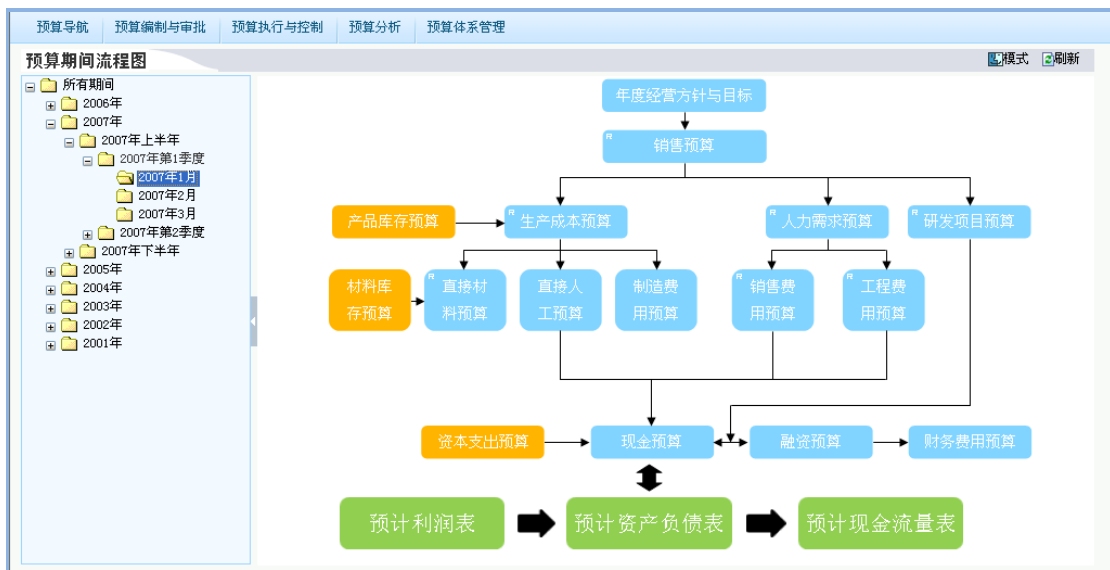 预算导航 预算编制与审批 预算执行与控制 预算分析 预算体系管理
预算期间流程图 模式 刷新
所有期间
2006年
2007年
2007年上半年
2007年第1季度
2007年1月
2007年2月
2007年3月
2007年第2季度
2007年下半年
2005年
2004年
2003年
2002年
2001年
年度经营方针与目标
R 销售预算
产品库存预算 R 生产成本预算 R 人力需求预算 R 研发项目预算
材料库
存预算
R 直接材
料预算
直接人
工预算
制造费
用预算
R 销售费
用预算
R 工程费
用预算
资本支出预算 现金预算 融资预算 财务费用预算
预计利润表 预计资产负债表 预计现金流量表